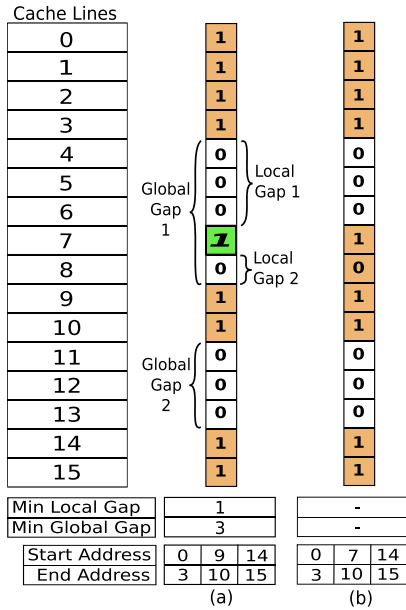 Cache Lines
0 1 1
1 1 1
2 1 1
3 1 1
4 0 0
5 0 0
6 0 0
7 1 1
8 0 0
9 1 1
10 1 1
11 0 0
12 0 0
13 0 0
14 1 1
15 1 1
Global
Gap
1
Local
Gap 1
Local
Gap 2
Global
Gap
2
Min Local Gap 1 -
Min Global Gap 3 -
Start Address 0 9 14 0 7 14
End Address 3 10 15 3 10 15
(a) (b)